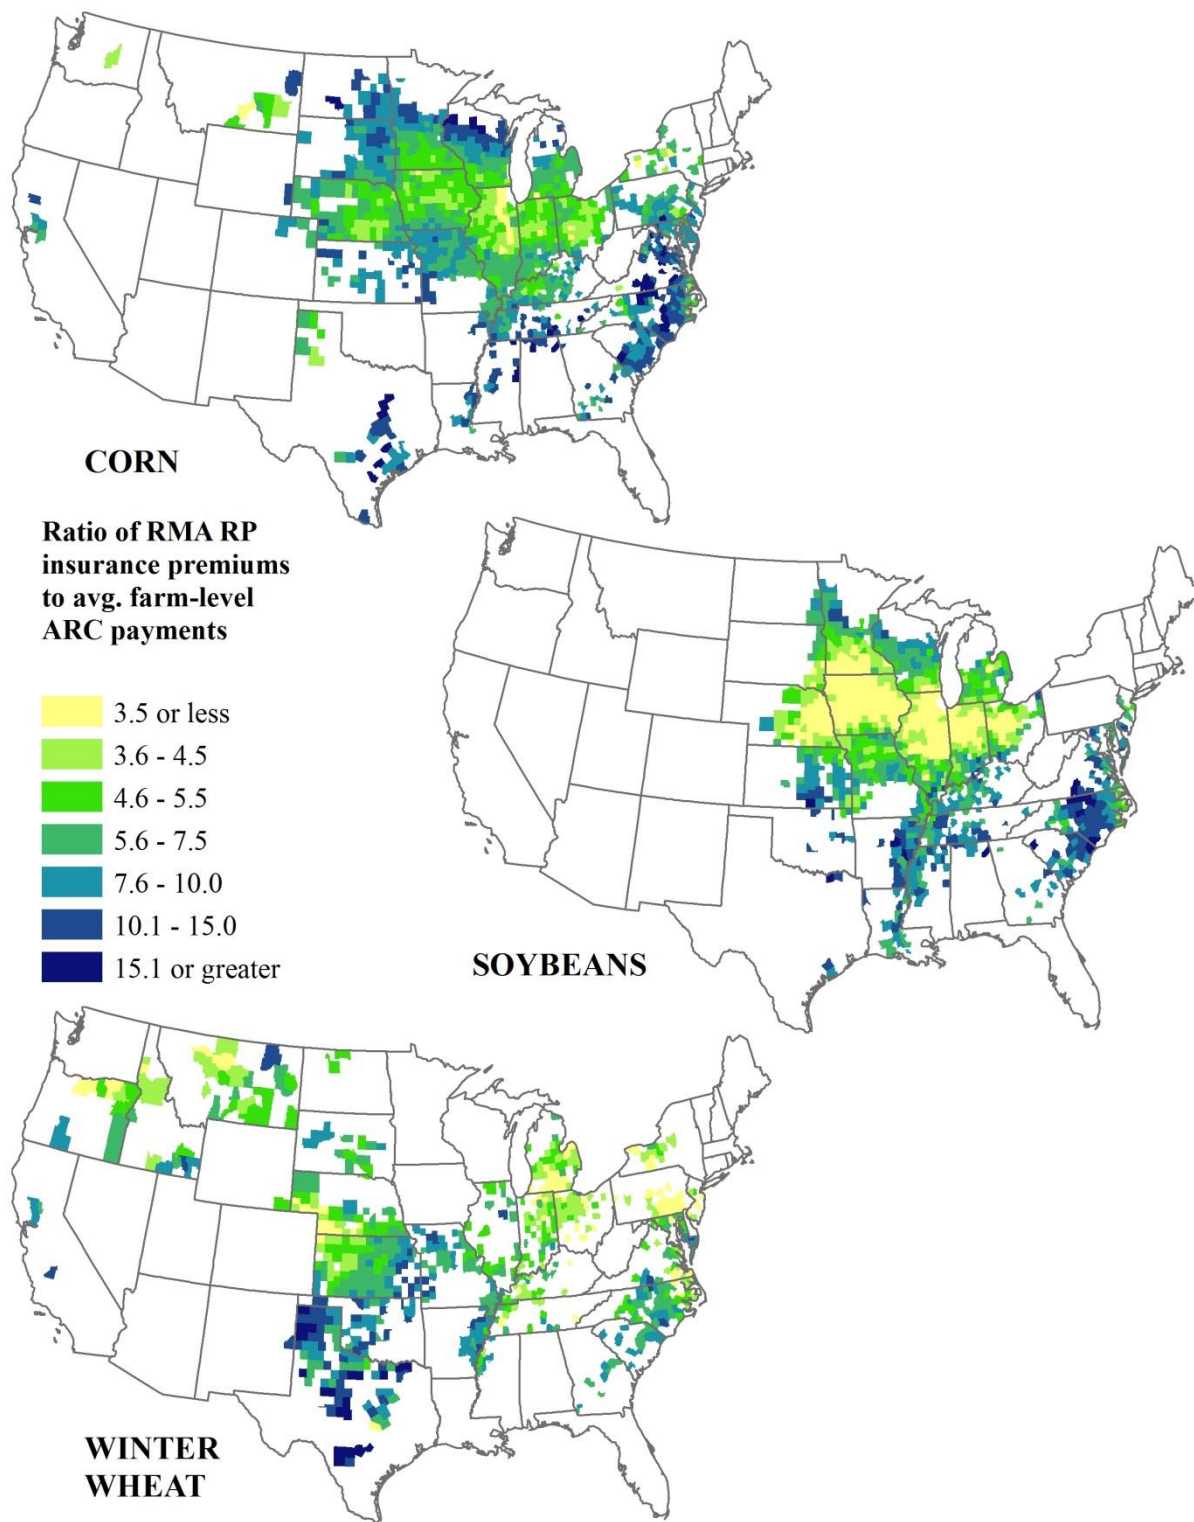 CORN
Ratio of RMA RP
insurance premiums
to avg. farm-level
ARC payments
3.5 or less
3.6 - 4.5
4.6 - 5.5
5.6 - 7.5
7.6 - 10.0
10.1 - 15.0
15.1 or greater
SOYBEANS
WINTER
WHEAT